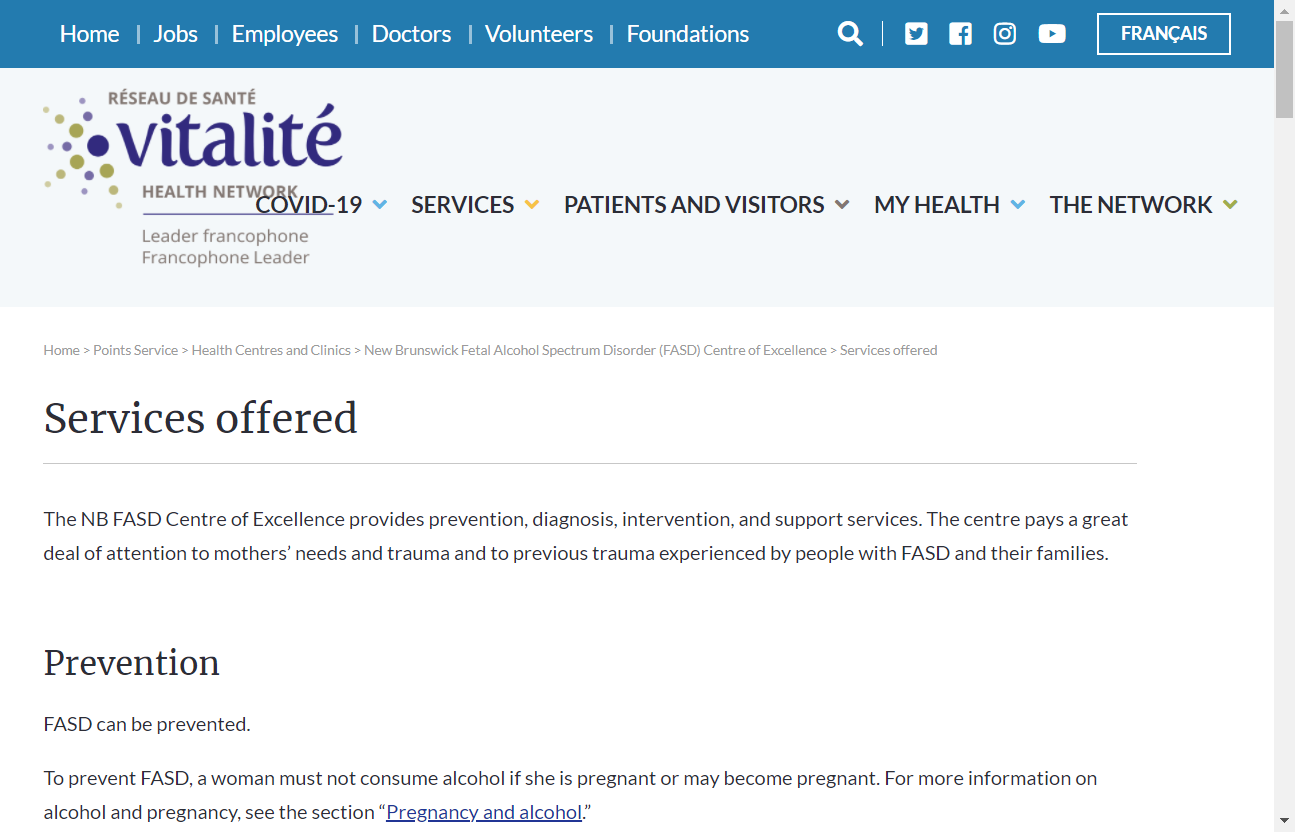 Home | Jobs | Employees | Doctors | Volunteers | Foundations FRANÇAIS
RÉSEAU DE SANTÉ
vitalité
HEALTH NETWORK
COVID-19 SERVICES PATIENTS AND VISITORS MY HEALTH THE NETWORK
Leader francophone
Francophone Leader
Home > Points Service > Health Centres and Clinics > New Brunswick Fetal Alcohol Spectrum Disorder (FASD) Centre of Excellence > Services offered
Services offered
The NB FASD Centre of Excellence provides prevention, diagnosis, intervention, and support services. The centre pays a great
deal of attention to mothers’ needs and trauma and to previous trauma experienced by people with FASD and their families.
Prevention
FASD can be prevented.
To prevent FASD, a woman must not consume alcohol if she is pregnant or may become pregnant. For more information on
alcohol and pregnancy, see the section “Pregnancy and alcohol.”